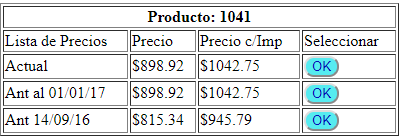 Producto: 1041
Lista de Precios Precio Precio c/Imp Seleccionar
Actual $898.92 $1042.75 OK
Ant al 01/01/17 $898.92 $1042.75 OK
Ant 14/09/16 $815.34 $945.79 OK